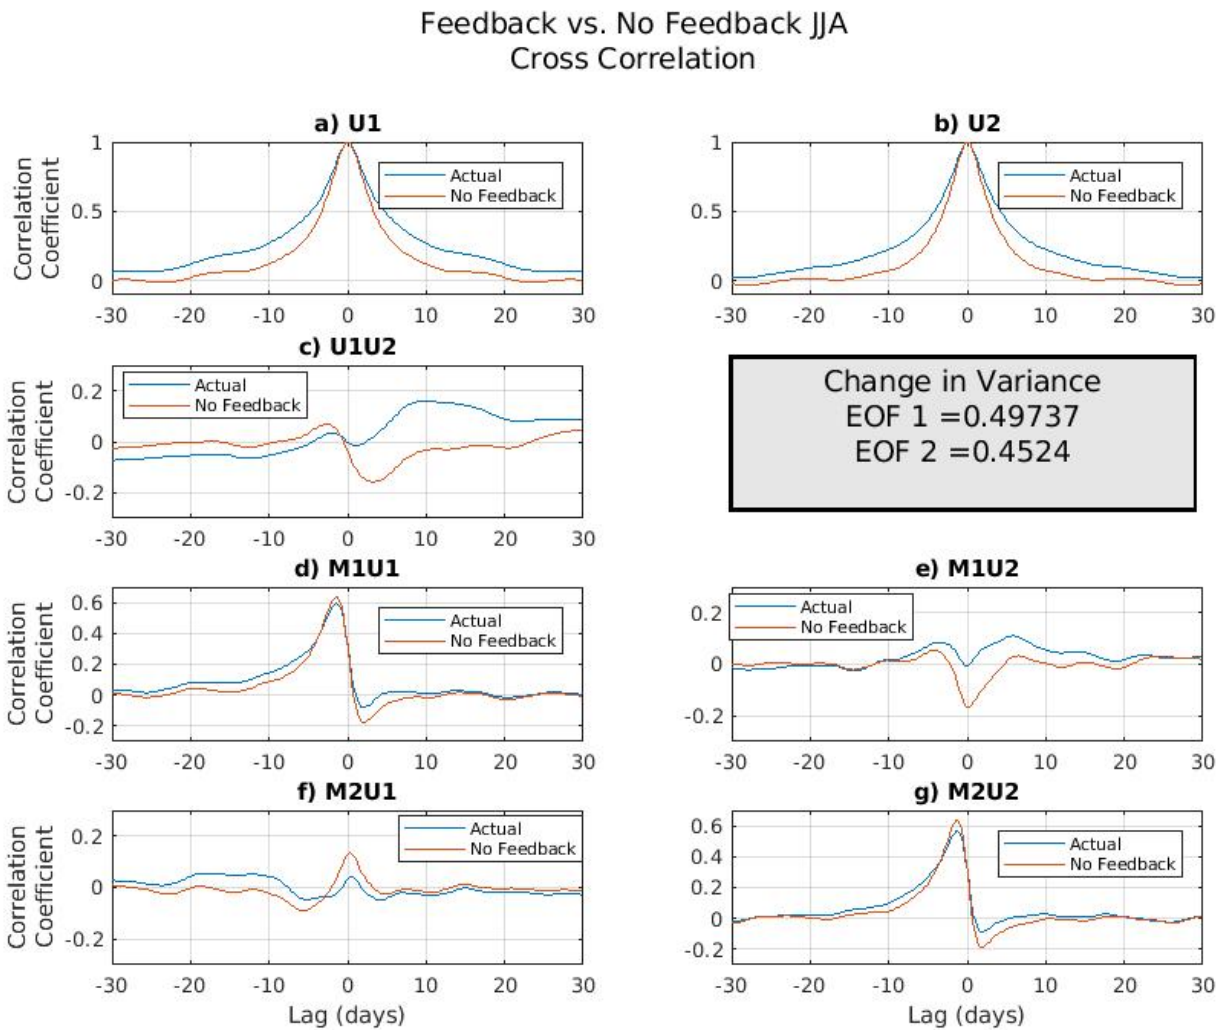 Feedback vs. No Feedback JJA
Cross Correlation
a) U1
Correlation
Coefficient
1
0.5
0
Actual
No Feedback
-30 -20 -10 0 10 20 30
b) U2
1
0.5
0
Actual
No Feedback
-30 -20 -10 0 10 20 30
c) U1U2
Correlation
Coefficient
0.2
0
-0.2
Actual
No Feedback
-30 -20 -10 0 10 20 30
Change in Variance
EOF 1 =0.49737
EOF 2 =0.4524
d) M1U1
Correlation
Coefficient
0.6
0.4
0.2
0
-0.2
Actual
No Feedback
-30 -20 -10 0 10 20 30
e) M1U2
0.2
0
-0.2
Actual
No Feedback
-30 -20 -10 0 10 20 30
f) M2U1
Correlation
Coefficient
0.2
0
-0.2
Actual
No Feedback
-30 -20 -10 0 10 20 30
Lag (days)
g) M2U2
0.6
0.4
0.2
0
-0.2
Actual
No Feedback
-30 -20 -10 0 10 20 30
Lag (days)